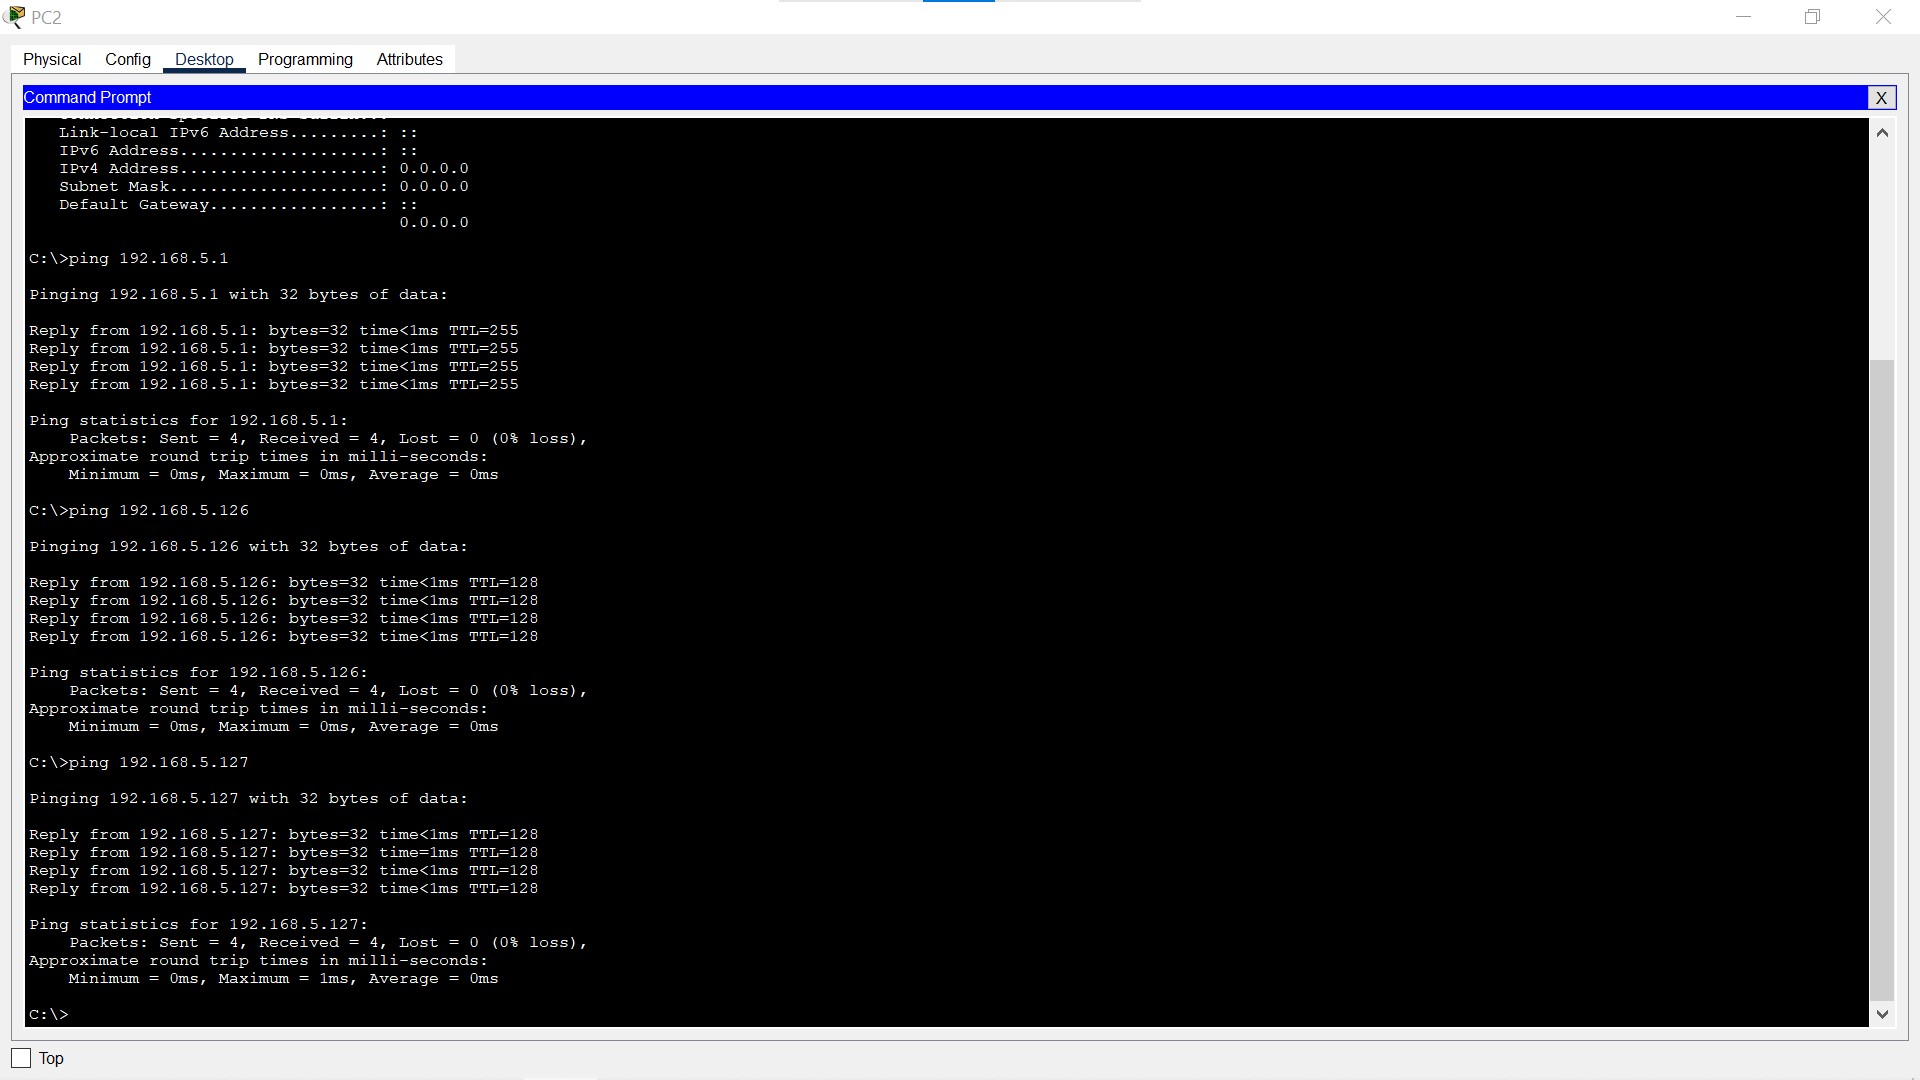 PC2
Physical Config Desktop Programming Attributes
Command Prompt
X
Link-local IPv6 Address.........: ::
IPv6 Address....................: ::
IPv4 Address....................: 0.0.0.0
Subnet Mask.....................: 0.0.0.0
Default Gateway.................: ::
0.0.0.0
C:\>ping 192.168.5.1
Pinging 192.168.5.1 with 32 bytes of data:
Reply from 192.168.5.1: bytes=32 time<1ms TTL=255
Reply from 192.168.5.1: bytes=32 time<1ms TTL=255
Reply from 192.168.5.1: bytes=32 time<1ms TTL=255
Reply from 192.168.5.1: bytes=32 time<1ms TTL=255
Ping statistics for 192.168.5.1:
Packets: Sent = 4, Received = 4, Lost = 0 (0% loss),
Approximate round trip times in milli-seconds:
Minimum = 0ms, Maximum = 0ms, Average = 0ms
C:\>ping 192.168.5.126
Pinging 192.168.5.126 with 32 bytes of data:
Reply from 192.168.5.126: bytes=32 time<1ms TTL=128
Reply from 192.168.5.126: bytes=32 time<1ms TTL=128
Reply from 192.168.5.126: bytes=32 time<1ms TTL=128
Reply from 192.168.5.126: bytes=32 time<1ms TTL=128
Ping statistics for 192.168.5.126:
Packets: Sent = 4, Received = 4, Lost = 0 (0% loss),
Approximate round trip times in milli-seconds:
Minimum = 0ms, Maximum = 0ms, Average = 0ms
C:\>ping 192.168.5.127
Pinging 192.168.5.127 with 32 bytes of data:
Reply from 192.168.5.127: bytes=32 time<1ms TTL=128
Reply from 192.168.5.127: bytes=32 time=1ms TTL=128
Reply from 192.168.5.127: bytes=32 time<1ms TTL=128
Reply from 192.168.5.127: bytes=32 time<1ms TTL=128
Ping statistics for 192.168.5.127:
Packets: Sent = 4, Received = 4, Lost = 0 (0% loss),
Approximate round trip times in milli-seconds:
Minimum = 0ms, Maximum = 1ms, Average = 0ms
C:\>
Top